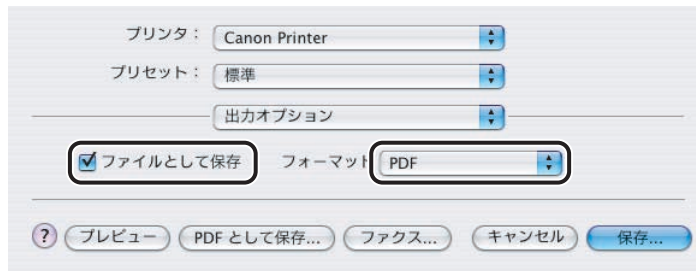 プリンタ： Canon Printer
プリセット： 標準
出力オプション
ファイルとして保存 フォーマット PDF
? プレビュー PDF として保存... ファクス... キャンセル 保存...